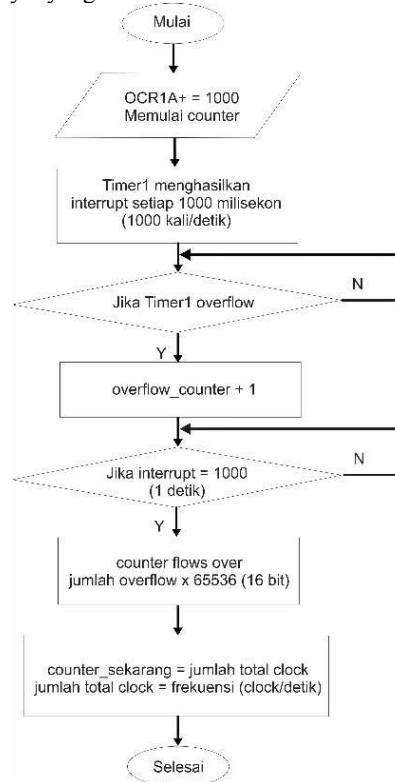 Mulai
OCR1A+ = 1000
Memulai counter
Timer1 menghasilkan
interrupt setiap 1000 milisekon
(1000 kali/detik)
Jika Timer1 overflow
N
Y
overflow_counter + 1
Jika interrupt = 1000
(1 detik)
N
Y
counter flows over
jumlah overflow x 65536 (16 bit)
counter_sekarang = jumlah total clock
jumlah total clock = frekuensi (clock/detik)
Selesai